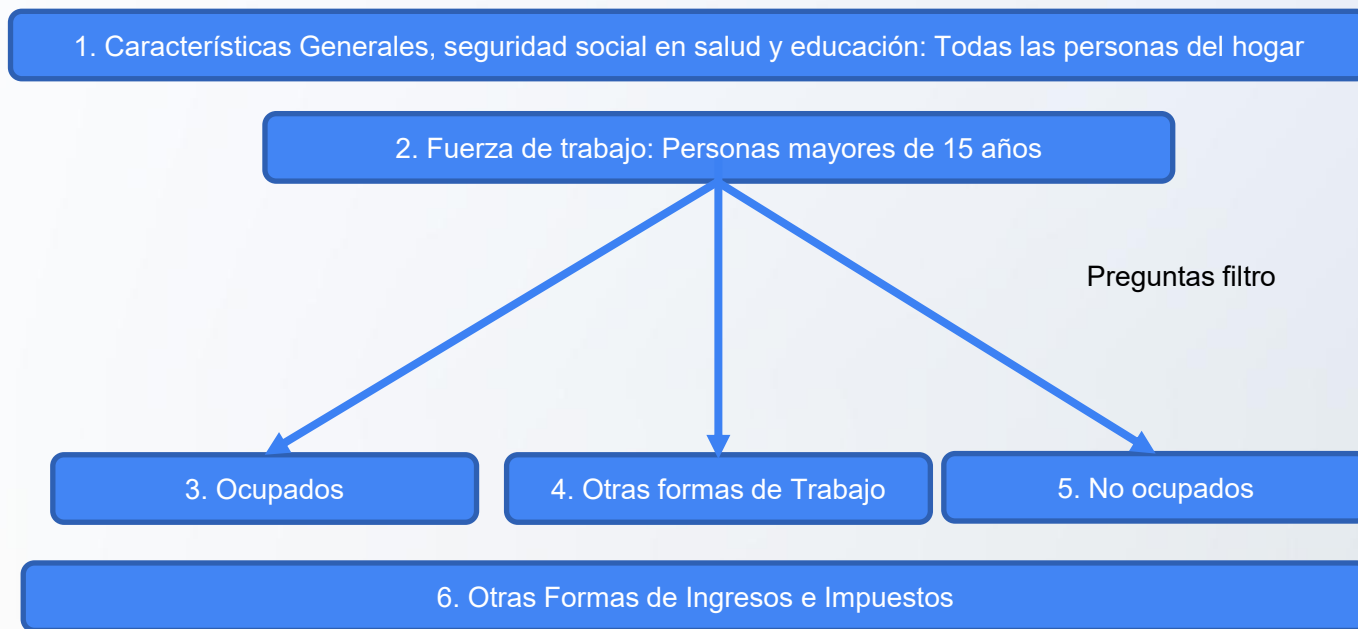 1. Características Generales, seguridad social en salud y educación: Todas las personas del hogar
2. Fuerza de trabajo: Personas mayores de 15 años
Preguntas filtro
3. Ocupados
4. Otras formas de Trabajo
5. No ocupados
6. Otras Formas de Ingresos e Impuestos